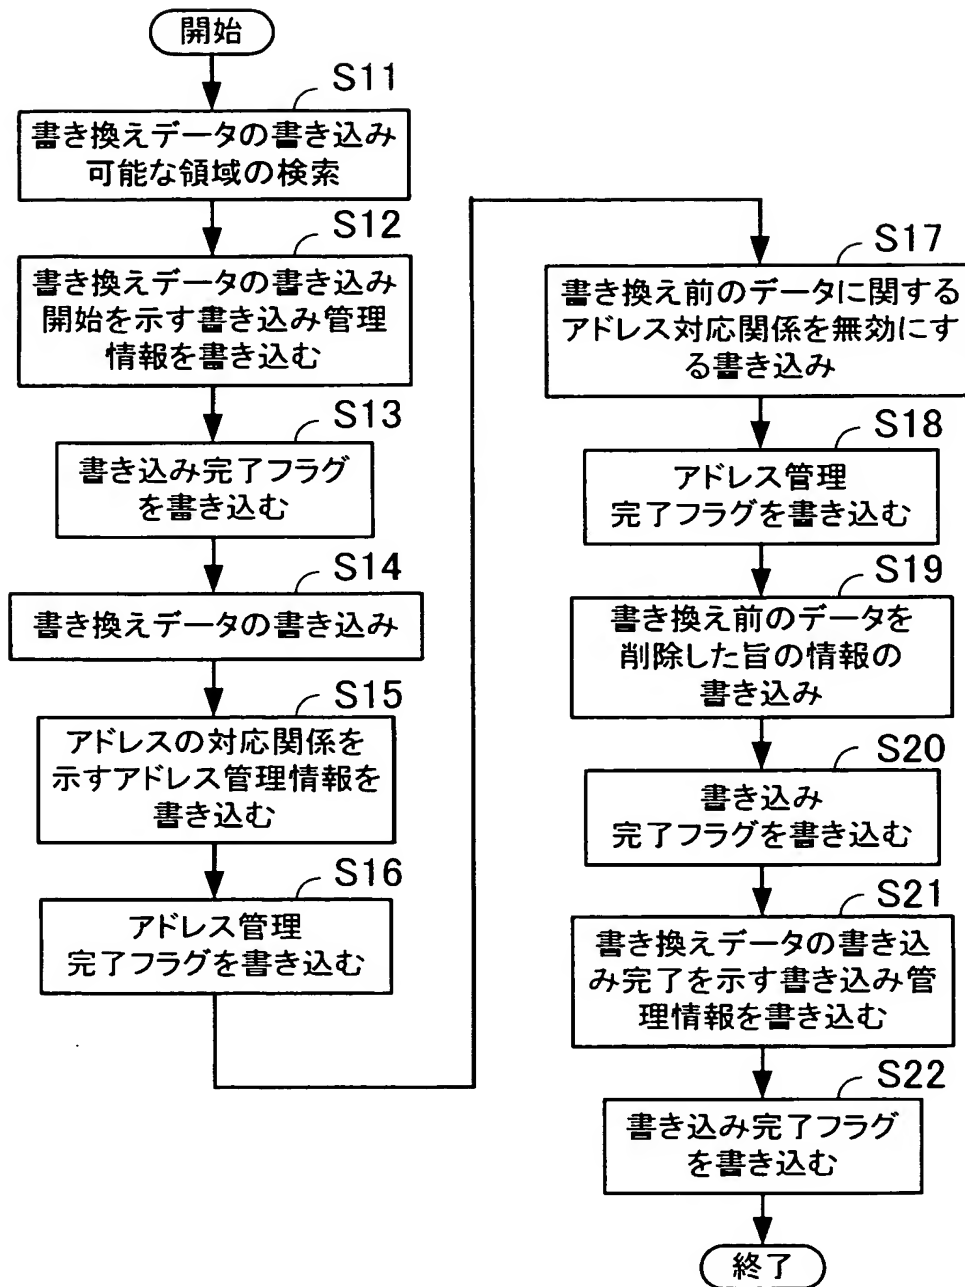 開始
S11
書き換えデータの書き込み
可能な領域の検索
S12
書き換えデータの書き込み
開始を示す書き込み管理
情報を書き込む
S13
書き込み完了フラグ
を書き込む
S14
書き換えデータの書き込み
S15
アドレスの対応関係を
示すアドレス管理情報を
書き込む
S16
アドレス管理
完了フラグを書き込む
S17
書き換え前のデータに関する
アドレス対応関係を無効にす
る書き込み
S18
アドレス管理
完了フラグを書き込む
S19
書き換え前のデータを
削除した旨の情報の
書き込み
S20
書き込み
完了フラグを書き込む
S21
書き換えデータの書き込
み完了を示す書き込み管
理情報を書き込む
S22
書き込み完了フラグ
を書き込む
終了